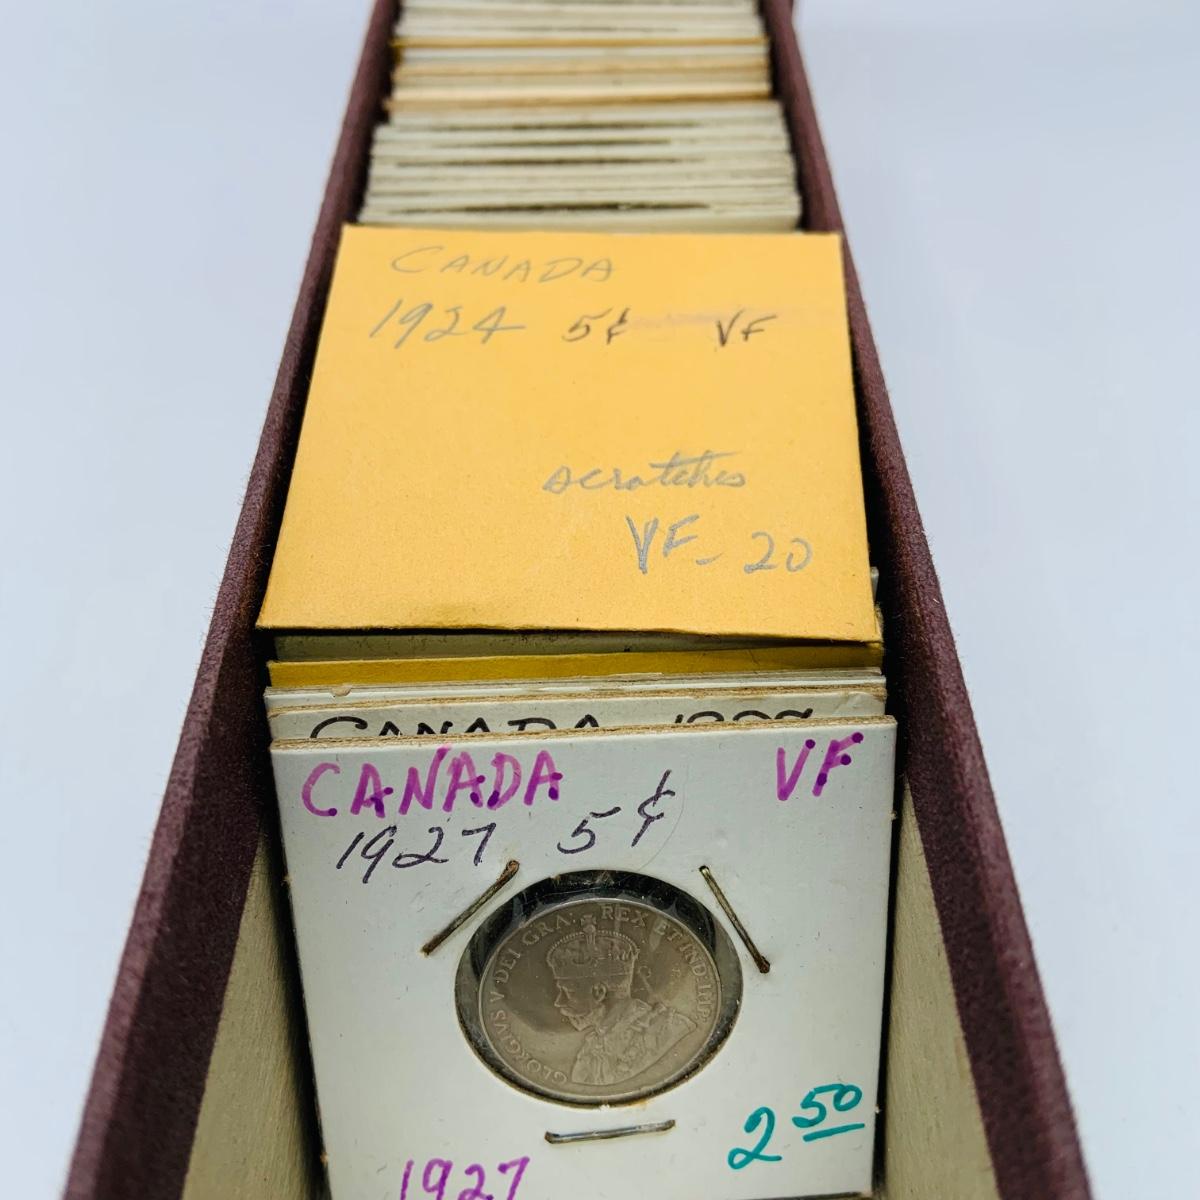 CANADA
1924 5¢ VF
scratches
VF-20
CANADA
CANADA VF
1927 5¢
GEORGIVS V DEI GRA: REX ET IND:IMP:
2 50
1927